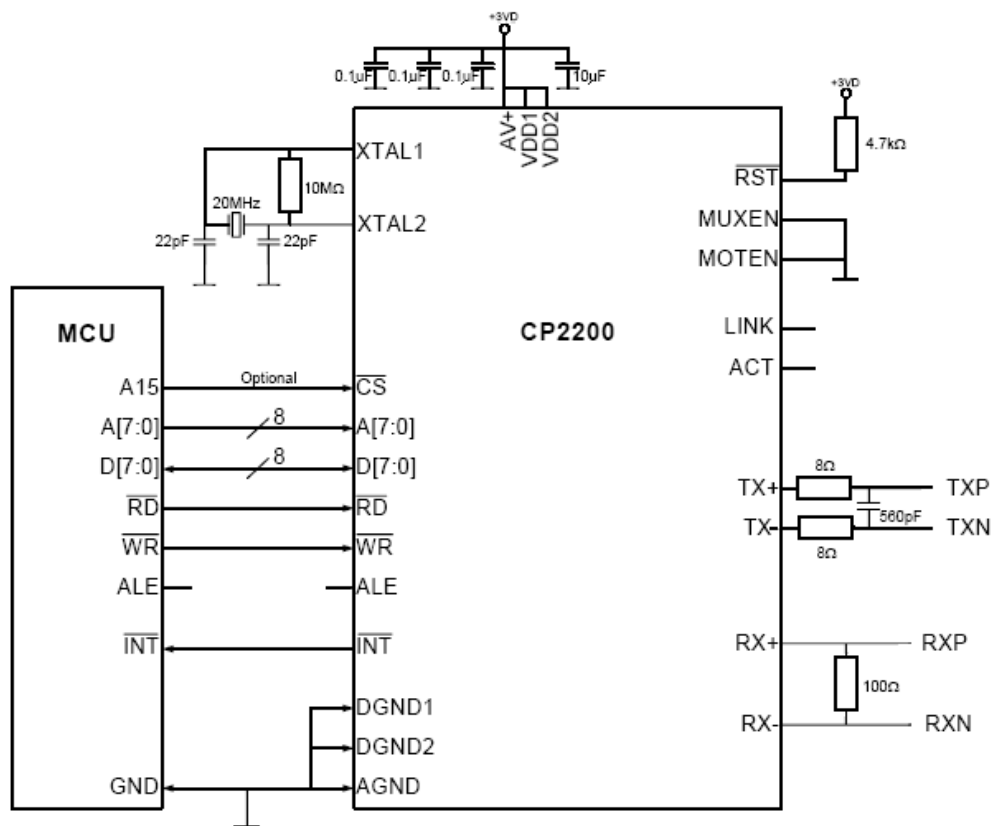 +3VD
0.1µF
0.1µF
0.1µF
10µF
+3VD
AV+
VDD1
VDD2
4.7kΩ
XTAL1
10MΩ
RST
20MHz
MUXEN
22pF
22pF
XTAL2
MOTEN
MCU
CP2200
LINK
ACT
A15
Optional
CS
A[7:0]
8
A[7:0]
D[7:0]
8
D[7:0]
8Ω
TX+
TXP
560pF
TX-
TXN
8Ω
RD
RD
WR
WR
ALE
ALE
INT
INT
RX+
RXP
100Ω
RX-
RXN
DGND1
DGND2
GND
AGND